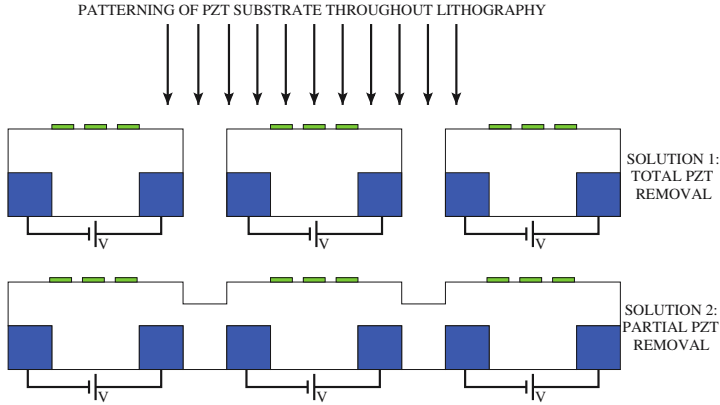 PATTERNING OF PZT SUBSTRATE THROUGHOUT LITHOGRAPHY
SOLUTION 1:
TOTAL PZT
REMOVAL
V
V
V
SOLUTION 2:
PARTIAL PZT
REMOVAL
V
V
V